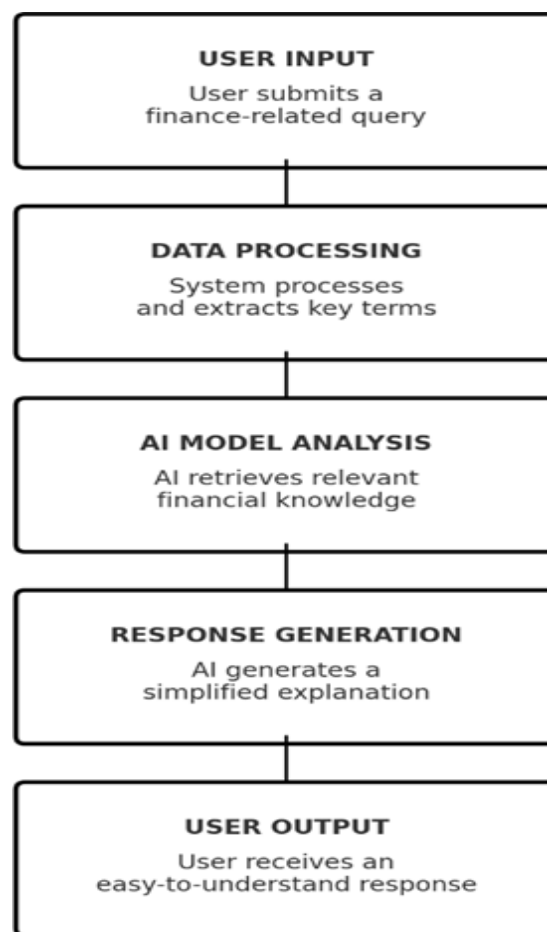 USER INPUT
User submits a
finance-related query
DATA PROCESSING
System processes
and extracts key terms
AI MODEL ANALYSIS
AI retrieves relevant
financial knowledge
RESPONSE GENERATION
AI generates a
simplified explanation
USER OUTPUT
User receives an
easy-to-understand response